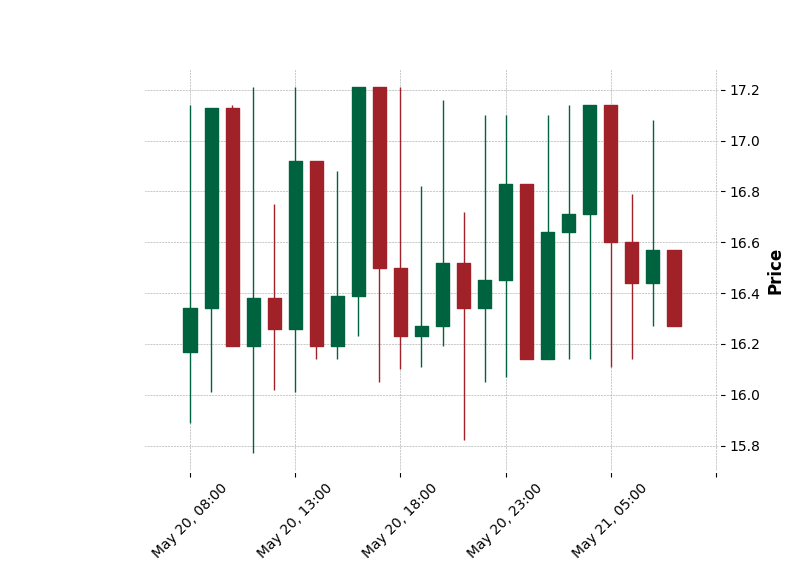 17.2
17.0
16.8
16.6
16.4
16.2
16.0
15.8
Price
May 20, 08:00
May 20, 13:00
May 20, 18:00
May 20, 23:00
May 21, 05:00